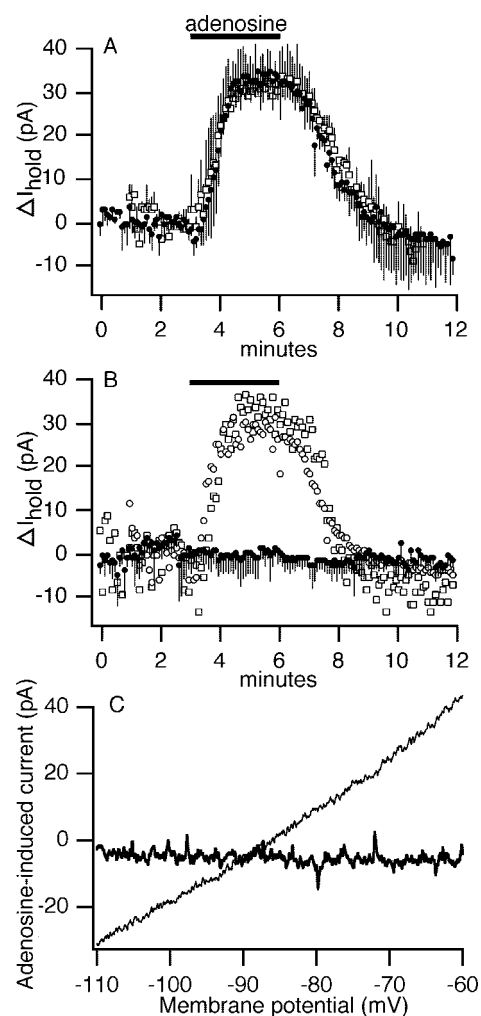 adenosine
A
ΔIhold (pA)
40
30
20
10
0
-10
0 2 4 6 8 10 12
minutes
B
ΔIhold (pA)
40
30
20
10
0
-10
0 2 4 6 8 10 12
minutes
C
Adenosine-induced current (pA)
40
20
0
-20
-110 -100 -90 -80 -70 -60
Membrane potential (mV)